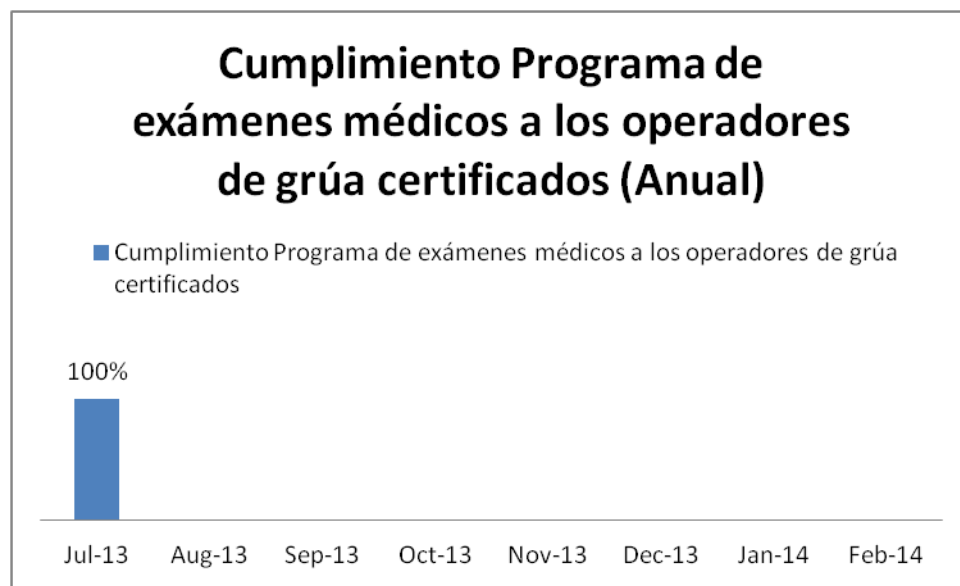 Cumplimiento Programa de
exámenes médicos a los operadores
de grúa certificados (Anual)
Cumplimiento Programa de exámenes médicos a los operadores de grúa
certificados
100%
Jul-13 Aug-13 Sep-13 Oct-13 Nov-13 Dec-13 Jan-14 Feb-14